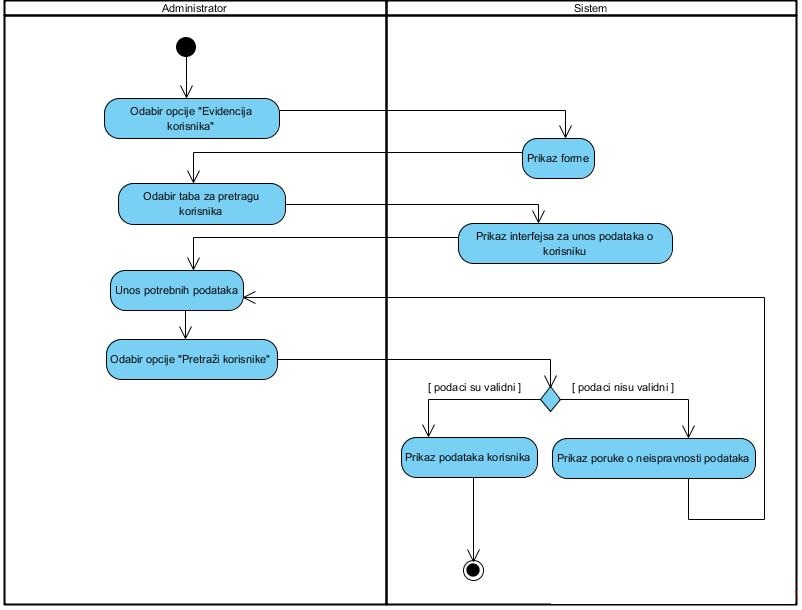 Administrator
Sistem
Odabir opcije "Evidencija
korisnika"
Prikaz forme
Odabir taba za pretragu
korisnika
Prikaz interfejsa za unos podataka o
korisniku
Unos potrebnih podataka
Odabir opcije "Pretraži korisnike"
[ podaci su validni ]
[ podaci nisu validni ]
Prikaz podataka korisnika
Prikaz poruke o neispravnosti podataka